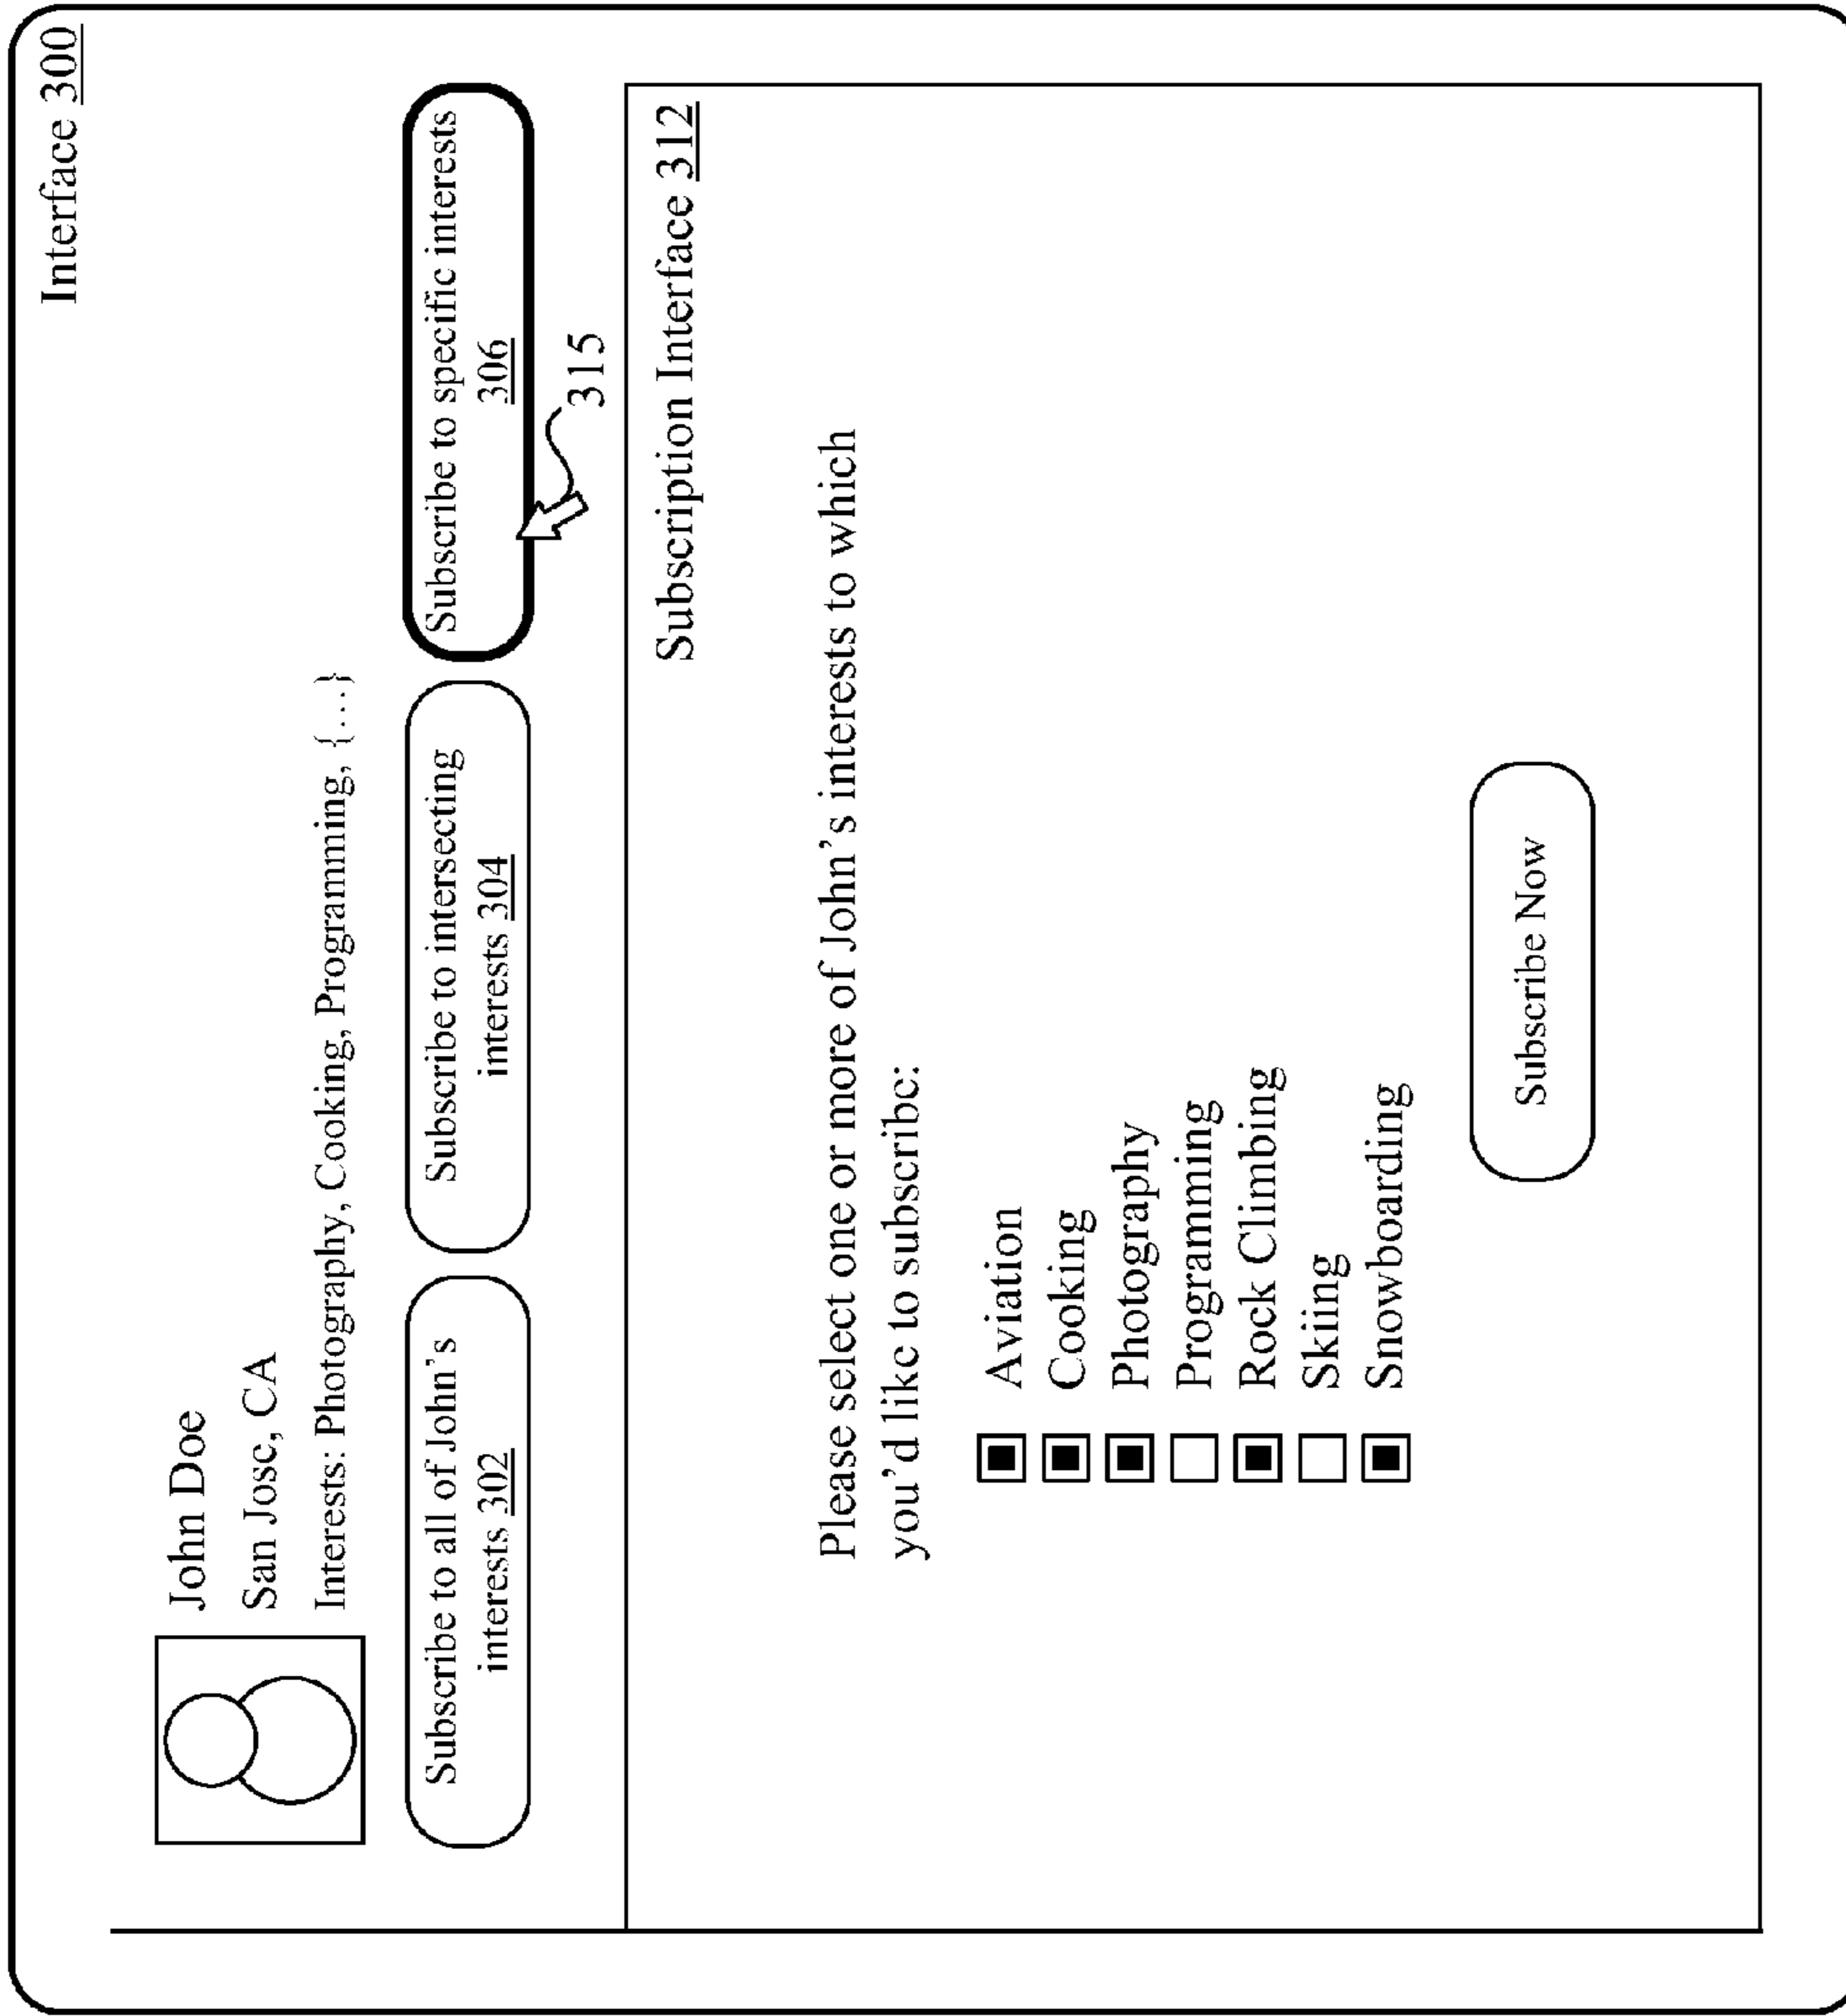 Interface 300
John Doe
San Jose, CA
Interests: Photography, Cooking, Programming, {...}
Subscribe to all of John's
interests 302
Subscribe to intersecting
interests 304
Subscribe to specific interests
306
315
Subscription Interface 312
Please select one or more of John's interests to which
you'd like to subscribe:
Aviation
Cooking
Photography
Programming
Rock Climbing
Skiing
Snowboarding
Subscribe Now